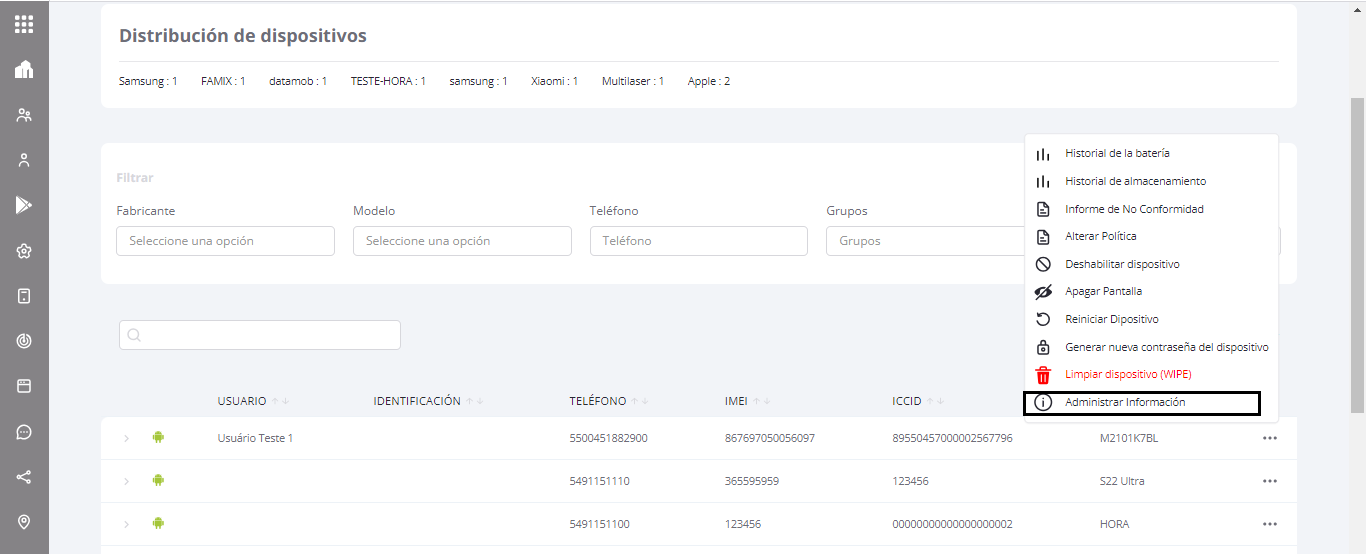 Distribución de dispositivos
Samsung : 1 FAMIX : 1 datamob : 1 TESTE-HORA : 1 samsung : 1 Xiaomi : 1 Multilaser : 1 Apple : 2
Filtrar
Fabricante Modelo Teléfono Grupos
Seleccione una opción Seleccione una opción Teléfono Grupos
Historial de la batería
Historial de almacenamiento
Informe de No Conformidad
Alterar Política
Deshabilitar dispositivo
Apagar Pantalla
Reiniciar Dipositivo
Generar nueva contraseña del dispositivo
Limpiar dispositivo (WIPE)
Administrar Información
USUARIO IDENTIFICACIÓN TELÉFONO IMEI ICCID
Usuário Teste 1 5500451882900 867697050056097 89550457000002567796 M2101K7BL
5491151110 365595959 123456 S22 Ultra
5491151100 123456 00000000000000000002 HORA